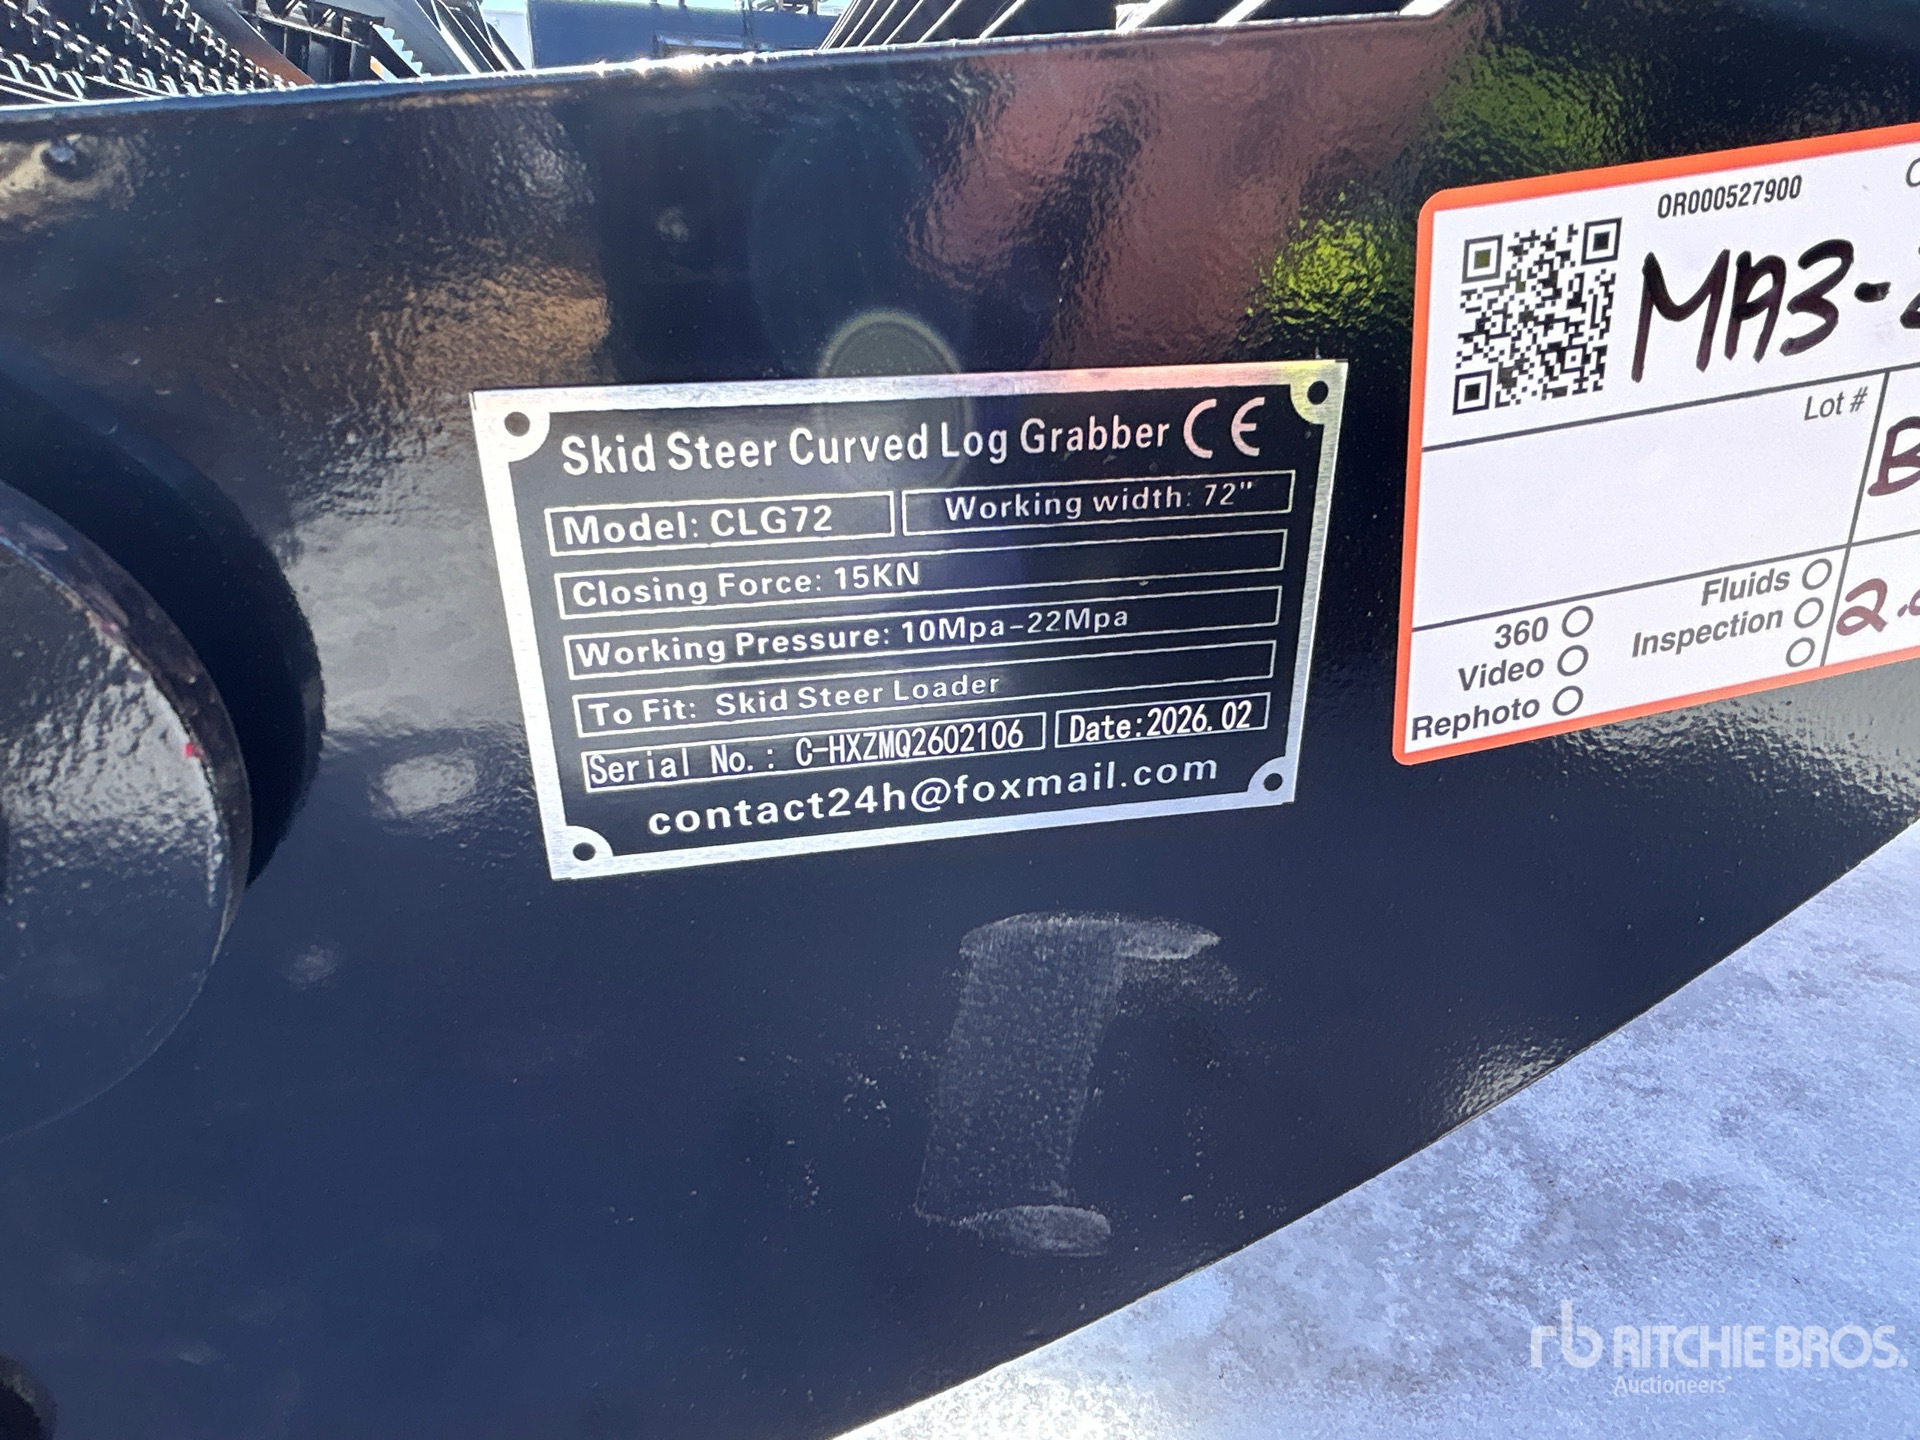 Skid Steer Curved Log Grabber CE
Model: CLG72
Working width: 72"
Closing Force: 15KN
Working Pressure: 10Mpa-22Mpa
To Fit: Skid Steer Loader
Serial No.: C-HXZMQ2602106
Date:2026.02
contact24h@foxmail.com
OR000527900
MA3-
Lot #
360
Video
Rephoto
Fluids
Inspection
rb RITCHIE BROS.
Auctioneers